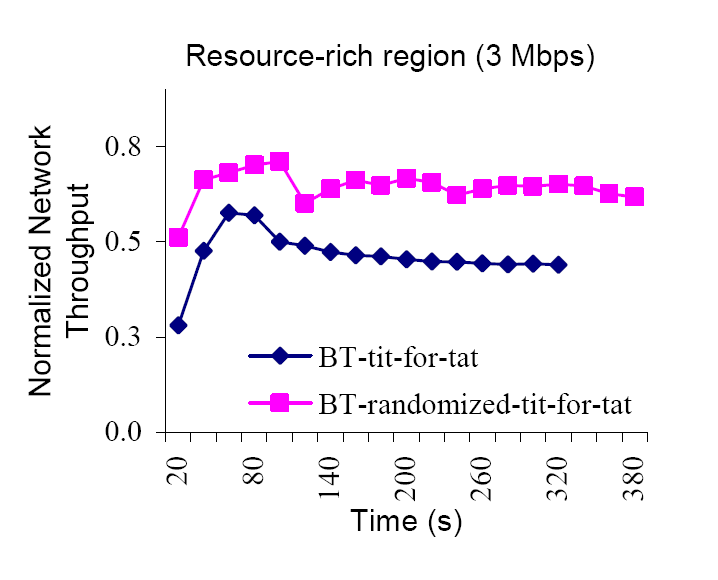 Resource-rich region (3 Mbps)
Normalized Network
Throughput
0.8
0.5
0.3
0.0
BT-tit-for-tat
BT-randomized-tit-for-tat
20
80
140
200
260
320
380
Time (s)